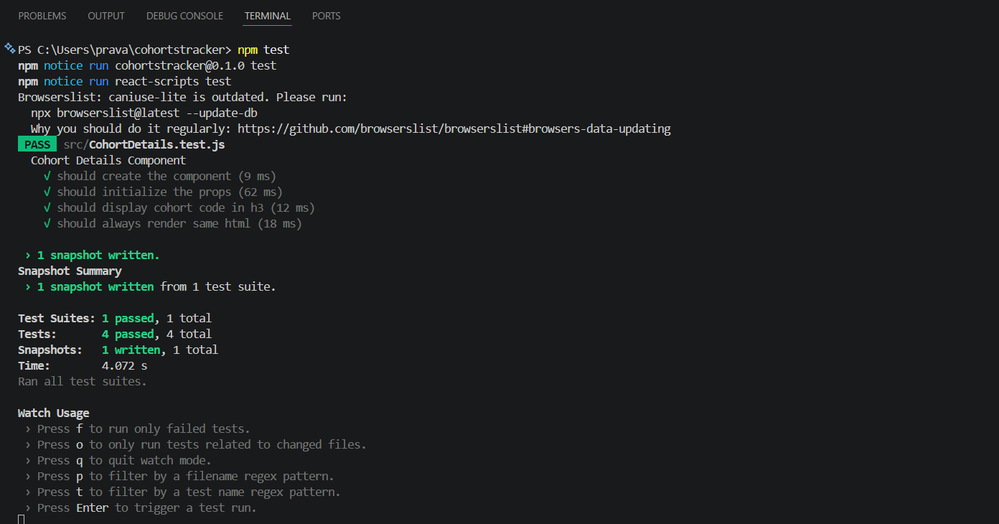 PROBLEMS OUTPUT DEBUG CONSOLE TERMINAL PORTS
PS C:\Users\prava\cohortstracker> npm test
npm notice run cohortstracker@0.1.0 test
npm notice run react-scripts test
Browserslist: caniuse-lite is outdated. Please run:
  npx browserslist@latest --update-db
  Why you should do it regularly: https://github.com/browserslist/browserslist#browsers-data-updating
PASS src/CohortDetails.test.js
  Cohort Details Component
    √ should create the component (9 ms)
    √ should initialize the props (62 ms)
    √ should display cohort code in h3 (12 ms)
    √ should always render same html (18 ms)
 › 1 snapshot written.
Snapshot Summary
 › 1 snapshot written from 1 test suite.
Test Suites: 1 passed, 1 total
Tests:       4 passed, 4 total
Snapshots:   1 written, 1 total
Time:        4.072 s
Ran all test suites.
Watch Usage
 › Press f to run only failed tests.
 › Press o to only run tests related to changed files.
 › Press q to quit watch mode.
 › Press p to filter by a filename regex pattern.
 › Press t to filter by a test name regex pattern.
 › Press Enter to trigger a test run.